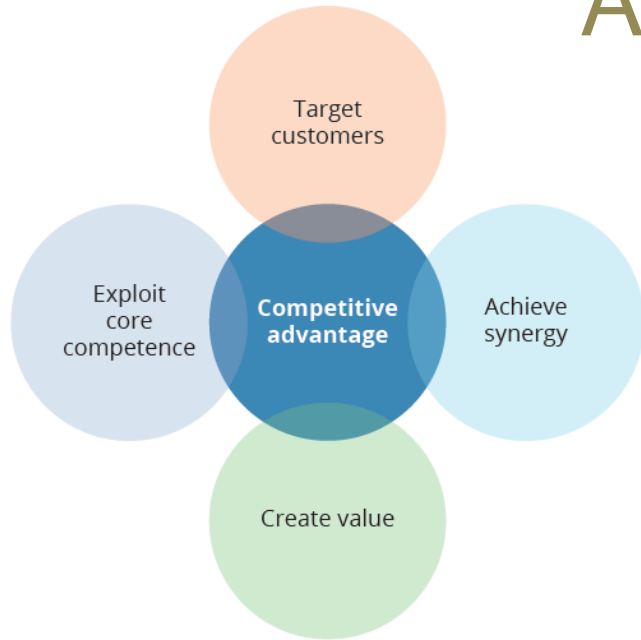 A
Target
customers
Exploit
core
competence
Competitive
advantage
Achieve
synergy
Create value